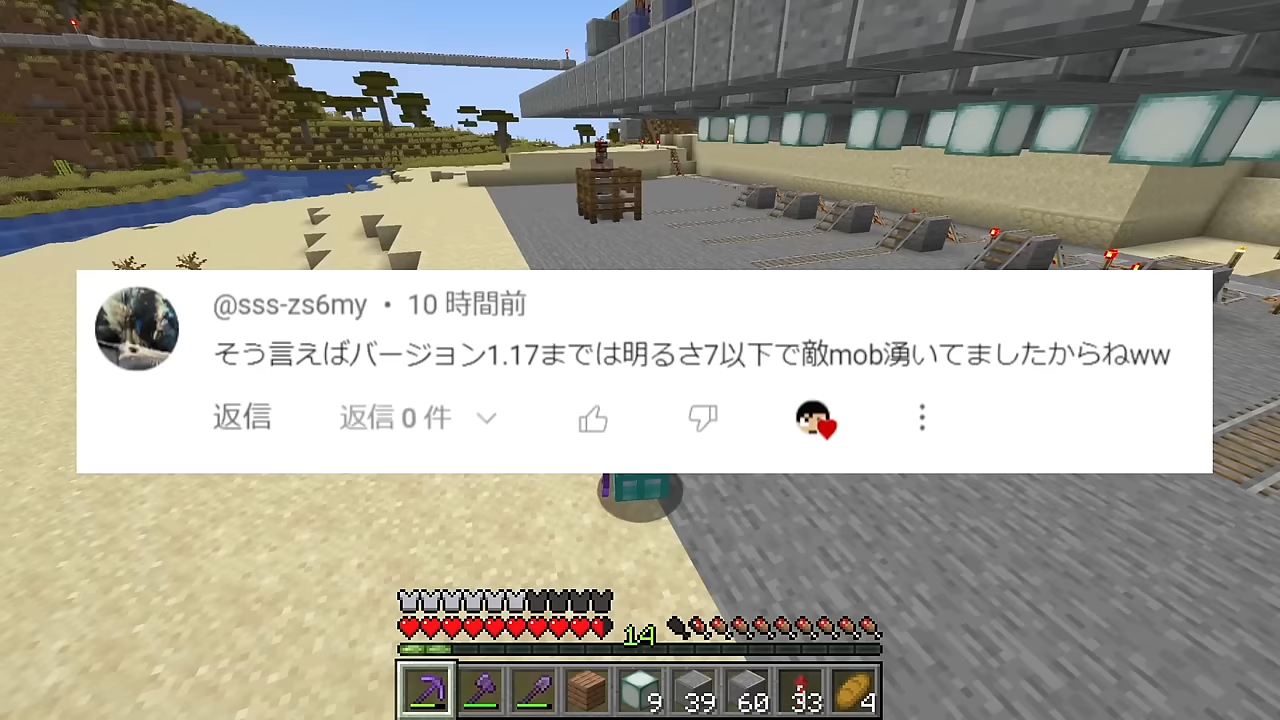 @sss-zs6my ・ 10 時間前
そう言えばバージョン1.17までは明るさ7以下で敵mob湧いてましたからねww
返信 返信 0 件
14
9 39 60 33 4